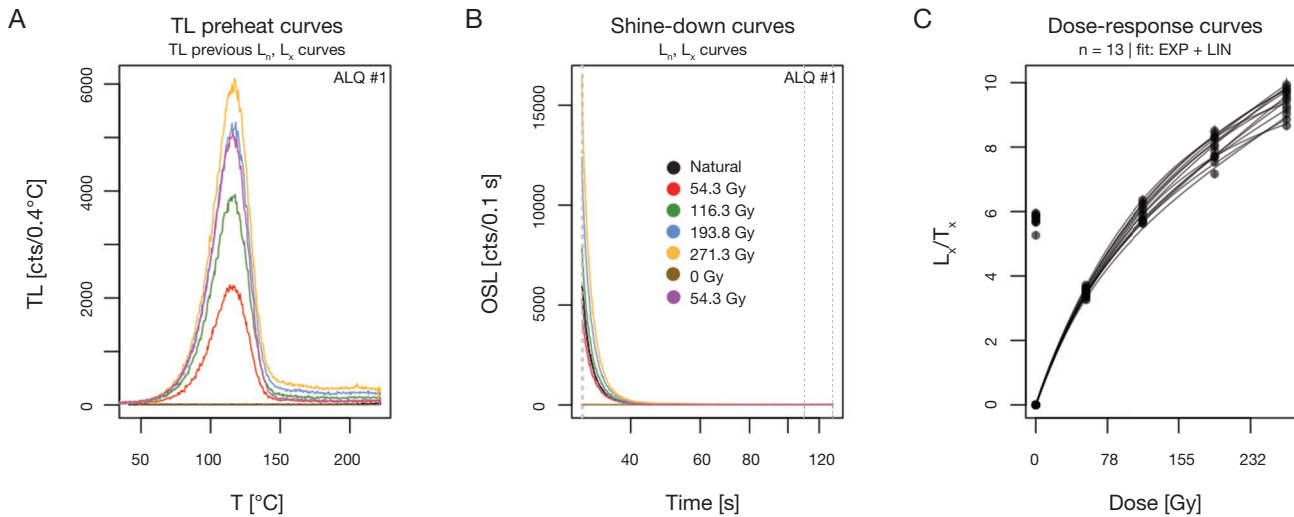 A
TL preheat curves
TL previous Ln, Lx curves
ALQ #1
TL [cts/0.4°C]
6000
4000
2000
0
50
100
150
200
T [°C]
B
Shine-down curves
Ln, Lx curves
ALQ #1
OSL [cts/0.1 s]
15000
10000
5000
0
Natural
54.3 Gy
116.3 Gy
193.8 Gy
271.3 Gy
0 Gy
54.3 Gy
40
60
80
100
120
Time [s]
C
Dose-response curves
n = 13 | fit: EXP + LIN
Lx/Tx
10
8
6
4
2
0
0
78
155
232
Dose [Gy]